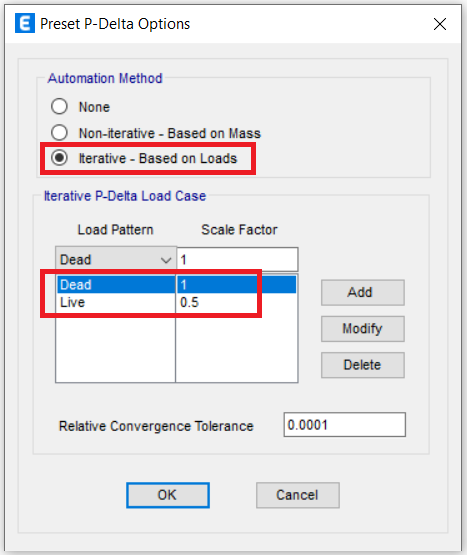 E Preset P-Delta Options
Automation Method
None
Non-iterative - Based on Mass
Iterative - Based on Loads
Iterative P-Delta Load Case
Load Pattern Scale Factor
Dead 1
Dead 1
Live 0.5
Add
Modify
Delete
Relative Convergence Tolerance 0.0001
OK Cancel